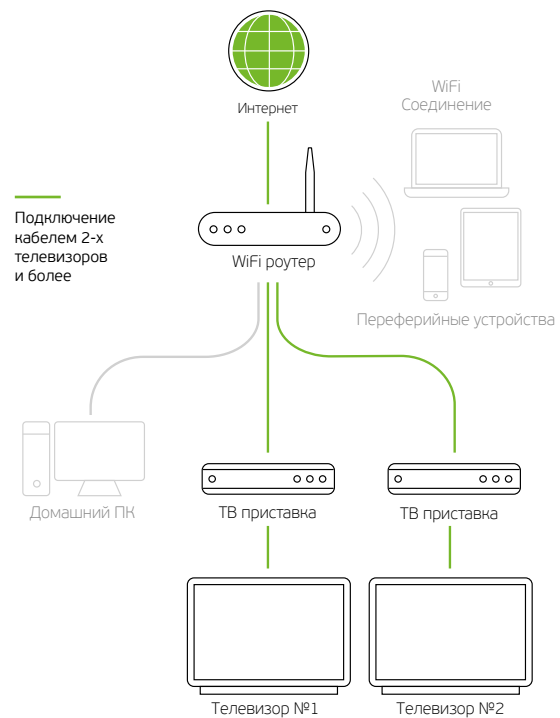 Интернет
WiFi
Соединение
Подключение
кабелем 2-х
телевизоров
и более
WiFi роутер
Переферийные устройства
Домашний ПК
ТВ приставка
ТВ приставка
Телевизор №1
Телевизор №2